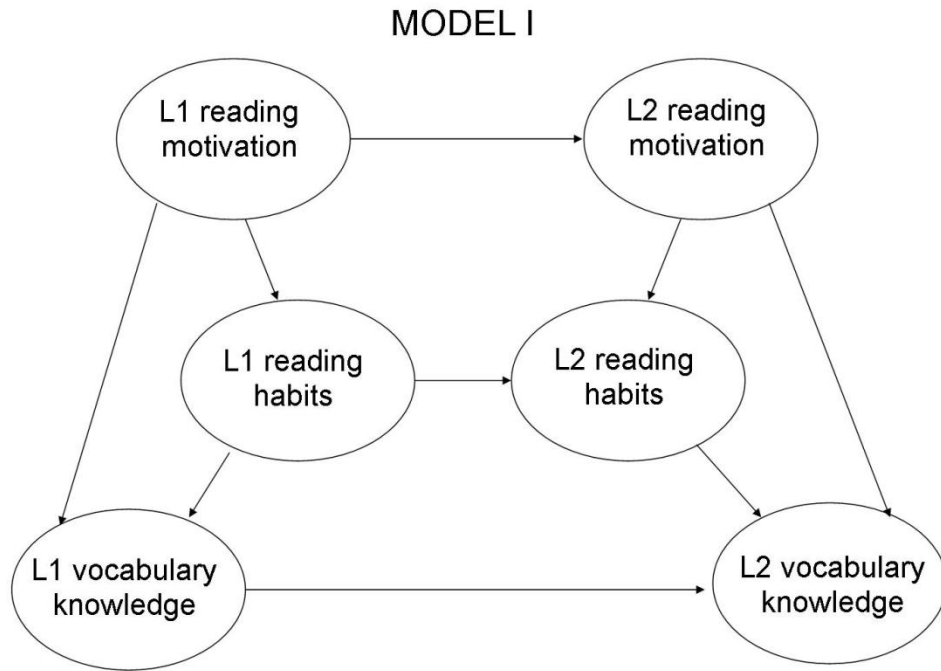 MODEL I
L1 reading
motivation
L2 reading
motivation
L1 reading
habits
L2 reading
habits
L1 vocabulary
knowledge
L2 vocabulary
knowledge